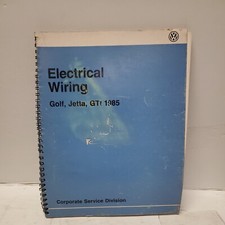 Electrical
Wiring
Golf, Jetta, GTI 1985
Corporate Service Division